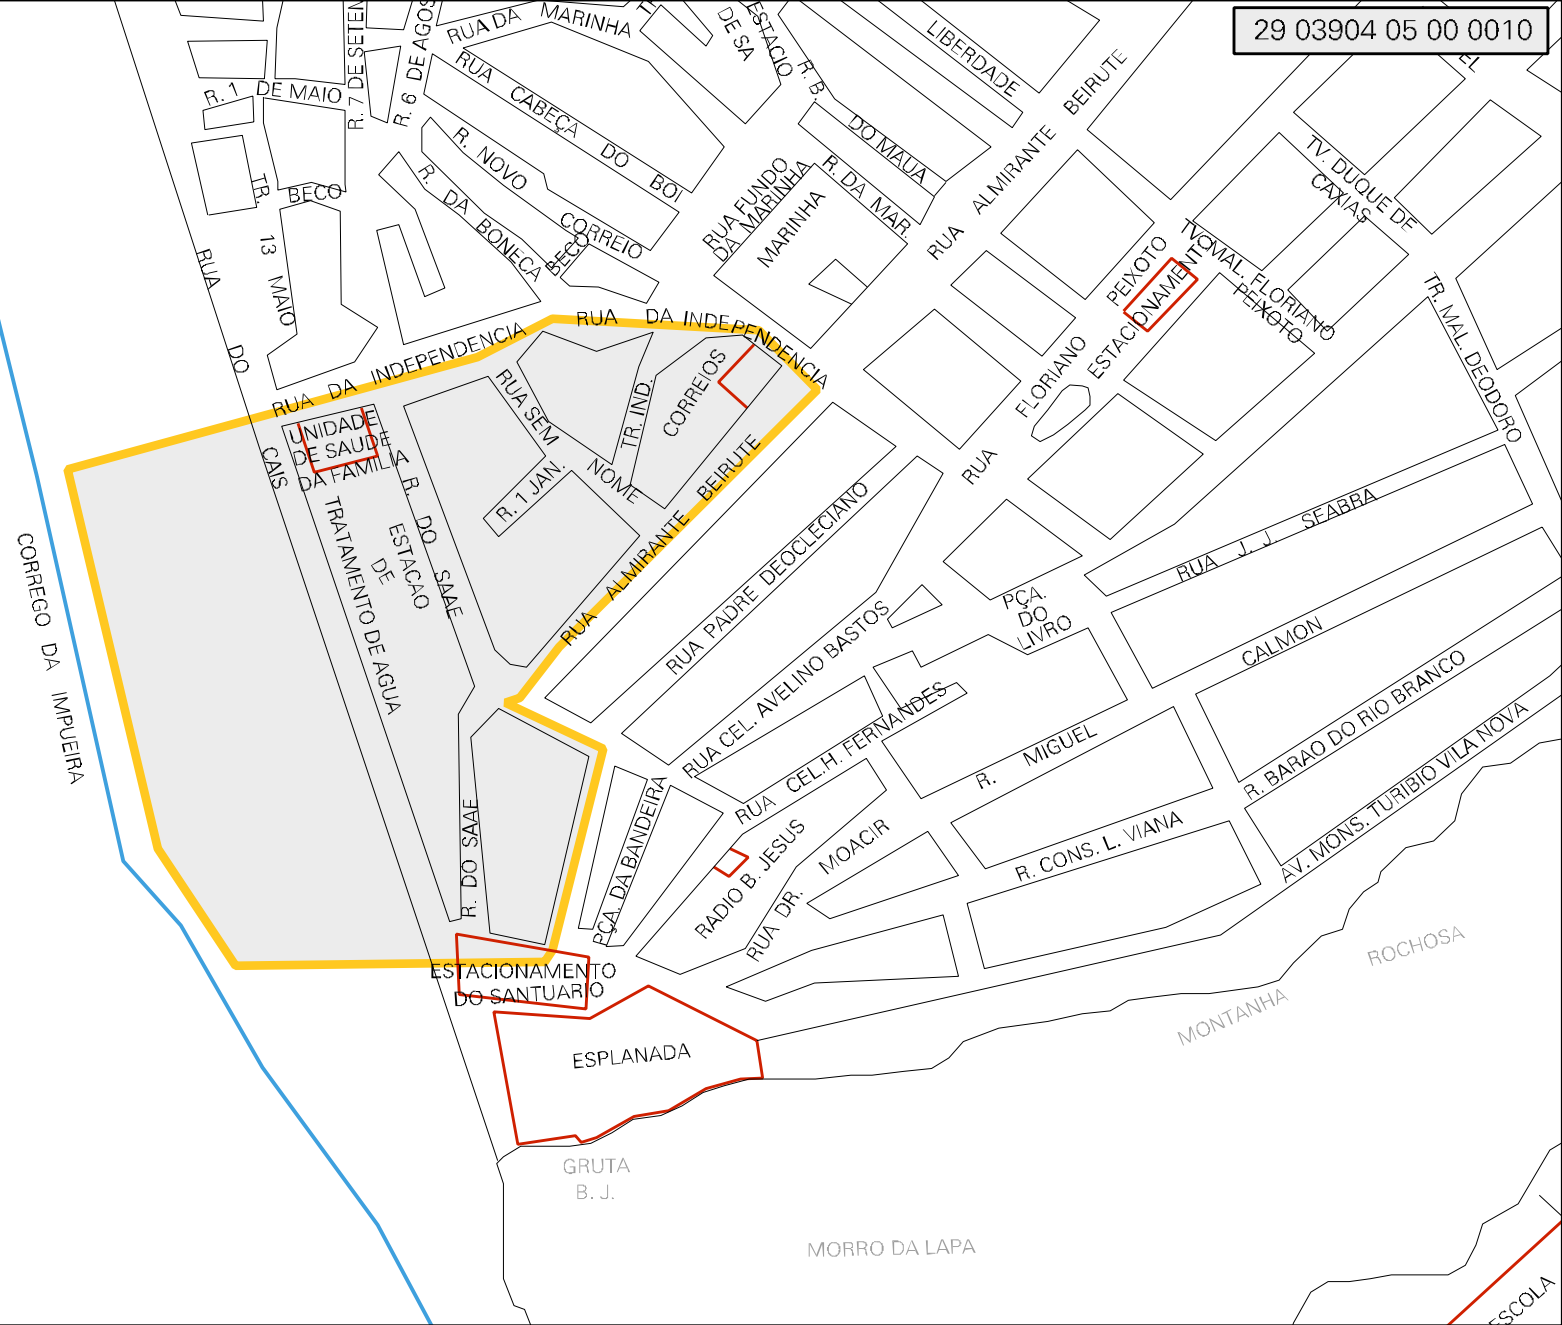 29 03904 05 00 0010
RUA DA MARINHA
ESTACIO
DE SA
LIBERDADE
R. 7 DE SETEN
R. 6 DE AGOS
R. 1 DE MAIO
RUA CABEÇA DO BOI
R. B.
DO MAUA
RUA ALMIRANTE BEIRUTE
R. NOVO
CORREIO
R. DA MAR.
TV. DUQUE DE
CAXIAS
TR. 13 MAIO
BECO
R. DA BONECA
BECO
RUA FUNDO
DA MARINHA
MARINHA
TV. MAL. FLORIANO
PEIXOTO
RUA FLORIANO PEIXOTO
ESTACIONAMENTO
TR. MAL. DEODORO
RUA DO CAIS
RUA DA INDEPENDENCIA
RUA DA INDEPENDENCIA
UNIDADE
DE SAUDE
DA FAMILIA
RUA SEM NOME
TR. IND.
CORREIOS
R. 1 JAN.
R. DO SAAE
ESTACAO
DE
TRATAMENTO DE AGUA
RUA ALMIRANTE BEIRUTE
RUA PADRE DEOCLECIANO
RUA J. J. SEABRA
CORREGO DA IMPUEIRA
RUA CEL. AVELINO BASTOS
PÇA.
DO
LIVRO
CALMON
RUA CEL.H. FERNANDES
R. MIGUEL
R. BARAO DO RIO BRANCO
AV. MONS. TURIBIO VILA NOVA
R. DO SAAE
PÇA. DA BANDEIRA
RADIO B. JESUS
RUA DR. MOACIR
R. CONS. L. VIANA
ESTACIONAMENTO
DO SANTUARIO
ESPLANADA
ROCHOSA
MONTANHA
GRUTA
B. J.
MORRO DA LAPA
ESCOLA